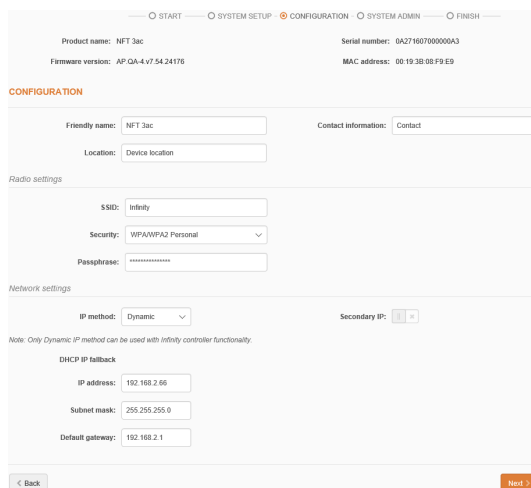 START SYSTEM SETUP CONFIGURATION SYSTEM ADMIN FINISH
Product name: NFT 3ac Serial number: 0A271607000000A3
Firmware version: AP.QA-4.v7.54.24176 MAC address: 00:19:3B:08:F9:E9
CONFIGURATION
Friendly name: NFT 3ac Contact information: Contact
Location: Device location
Radio settings
SSID: Infinity
Security: WPA/WPA2 Personal
Passphrase: ***************
Network settings
IP method: Dynamic Secondary IP:
Note: Only Dynamic IP method can be used with Infinity controller functionality.
DHCP IP fallback
IP address: 192.168.2.66
Subnet mask: 255.255.255.0
Default gateway: 192.168.2.1
< Back Next >